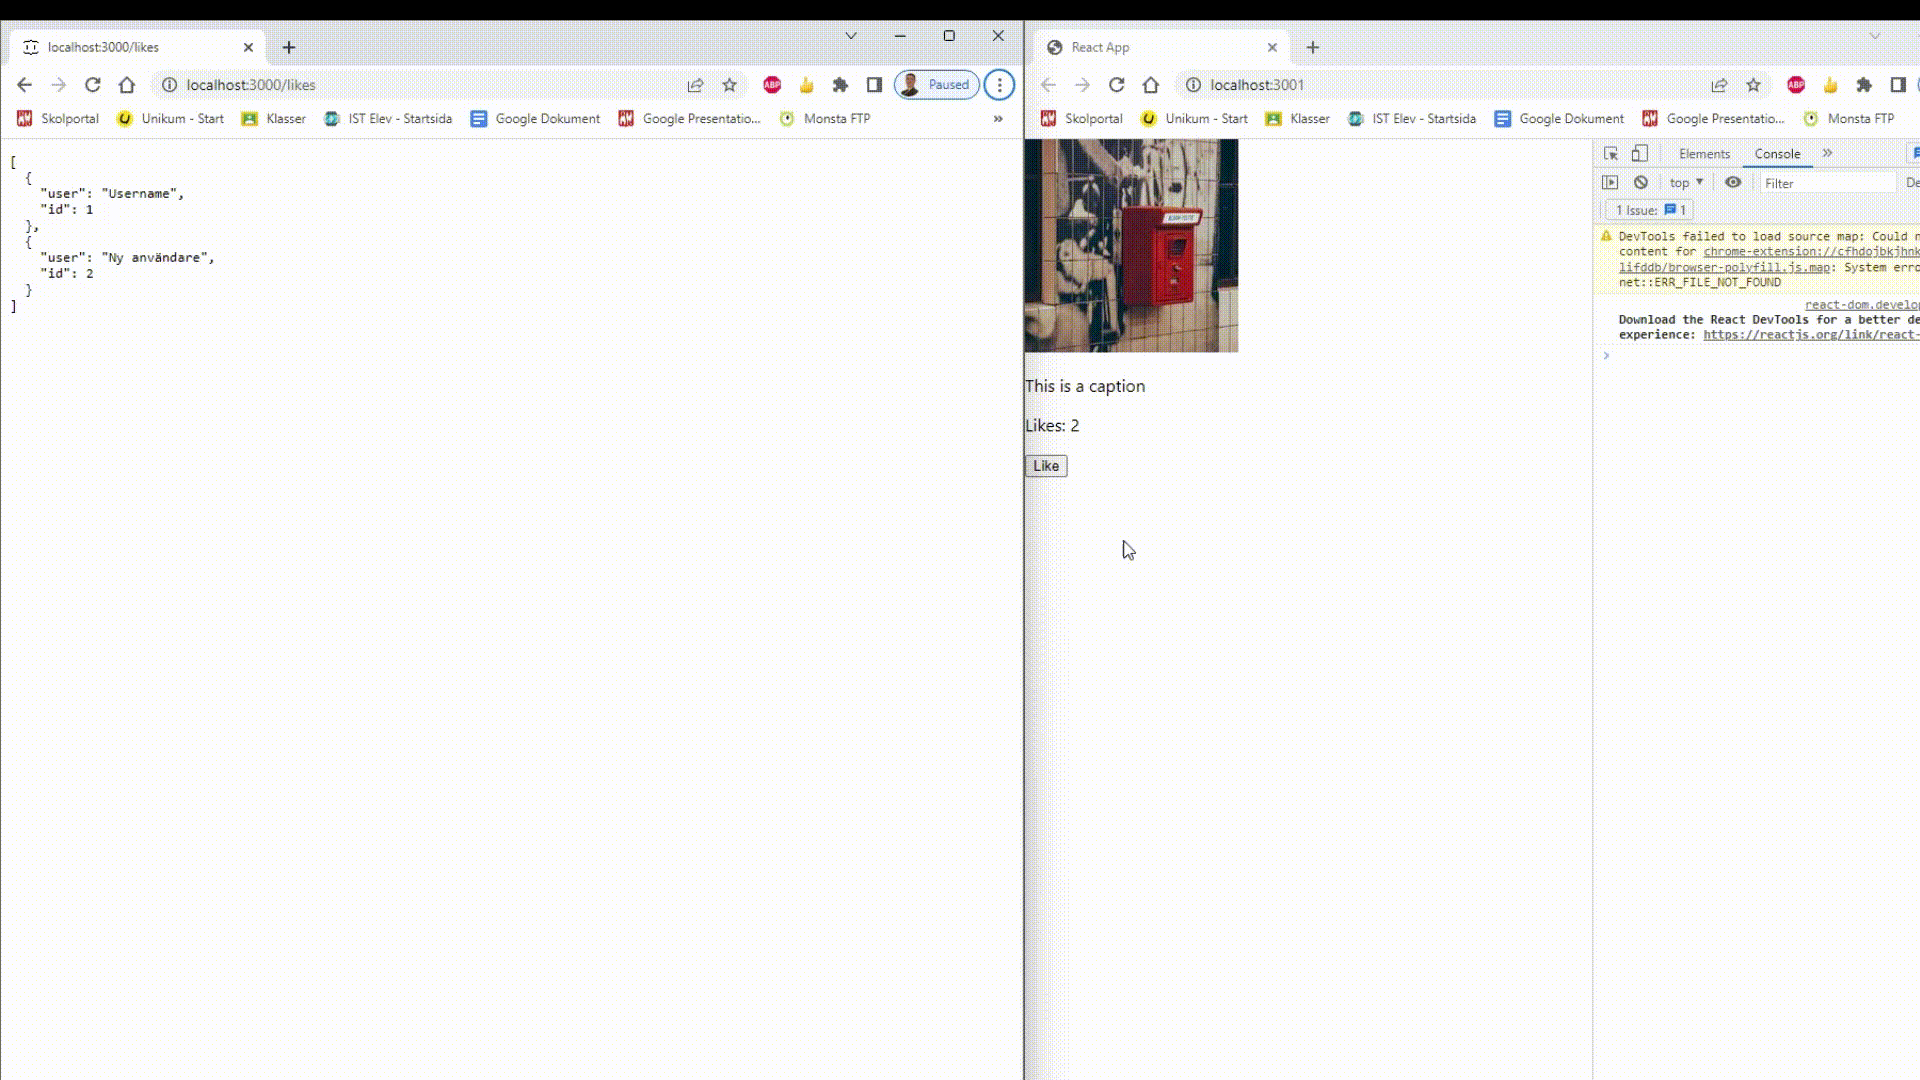 localhost:3000/likes
localhost:3000/likes
ABP
Paused
Skolportal
Unikum - Start
Klasser
IST Elev - Startsida
Google Dokument
Google Presentatio...
Monsta FTP
»
[
{
"user": "Username",
"id": 1
},
{
"user": "Ny användare",
"id": 2
}
]
React App
localhost:3001
ABP
Skolportal
Unikum - Start
Klasser
IST Elev - Startsida
Google Dokument
Google Presentatio...
Monsta FTP
This is a caption
Likes: 2
Like
Elements
Console
»
top
Filter
De
1 Issue:
1
DevTools failed to load source map: Could n
content for chrome-extension://cfhdojbkjhnk
lifddb/browser-polyfill.js.map: System erro
net::ERR_FILE_NOT_FOUND
react-dom.develo
Download the React DevTools for a better de
experience: https://reactjs.org/link/react-